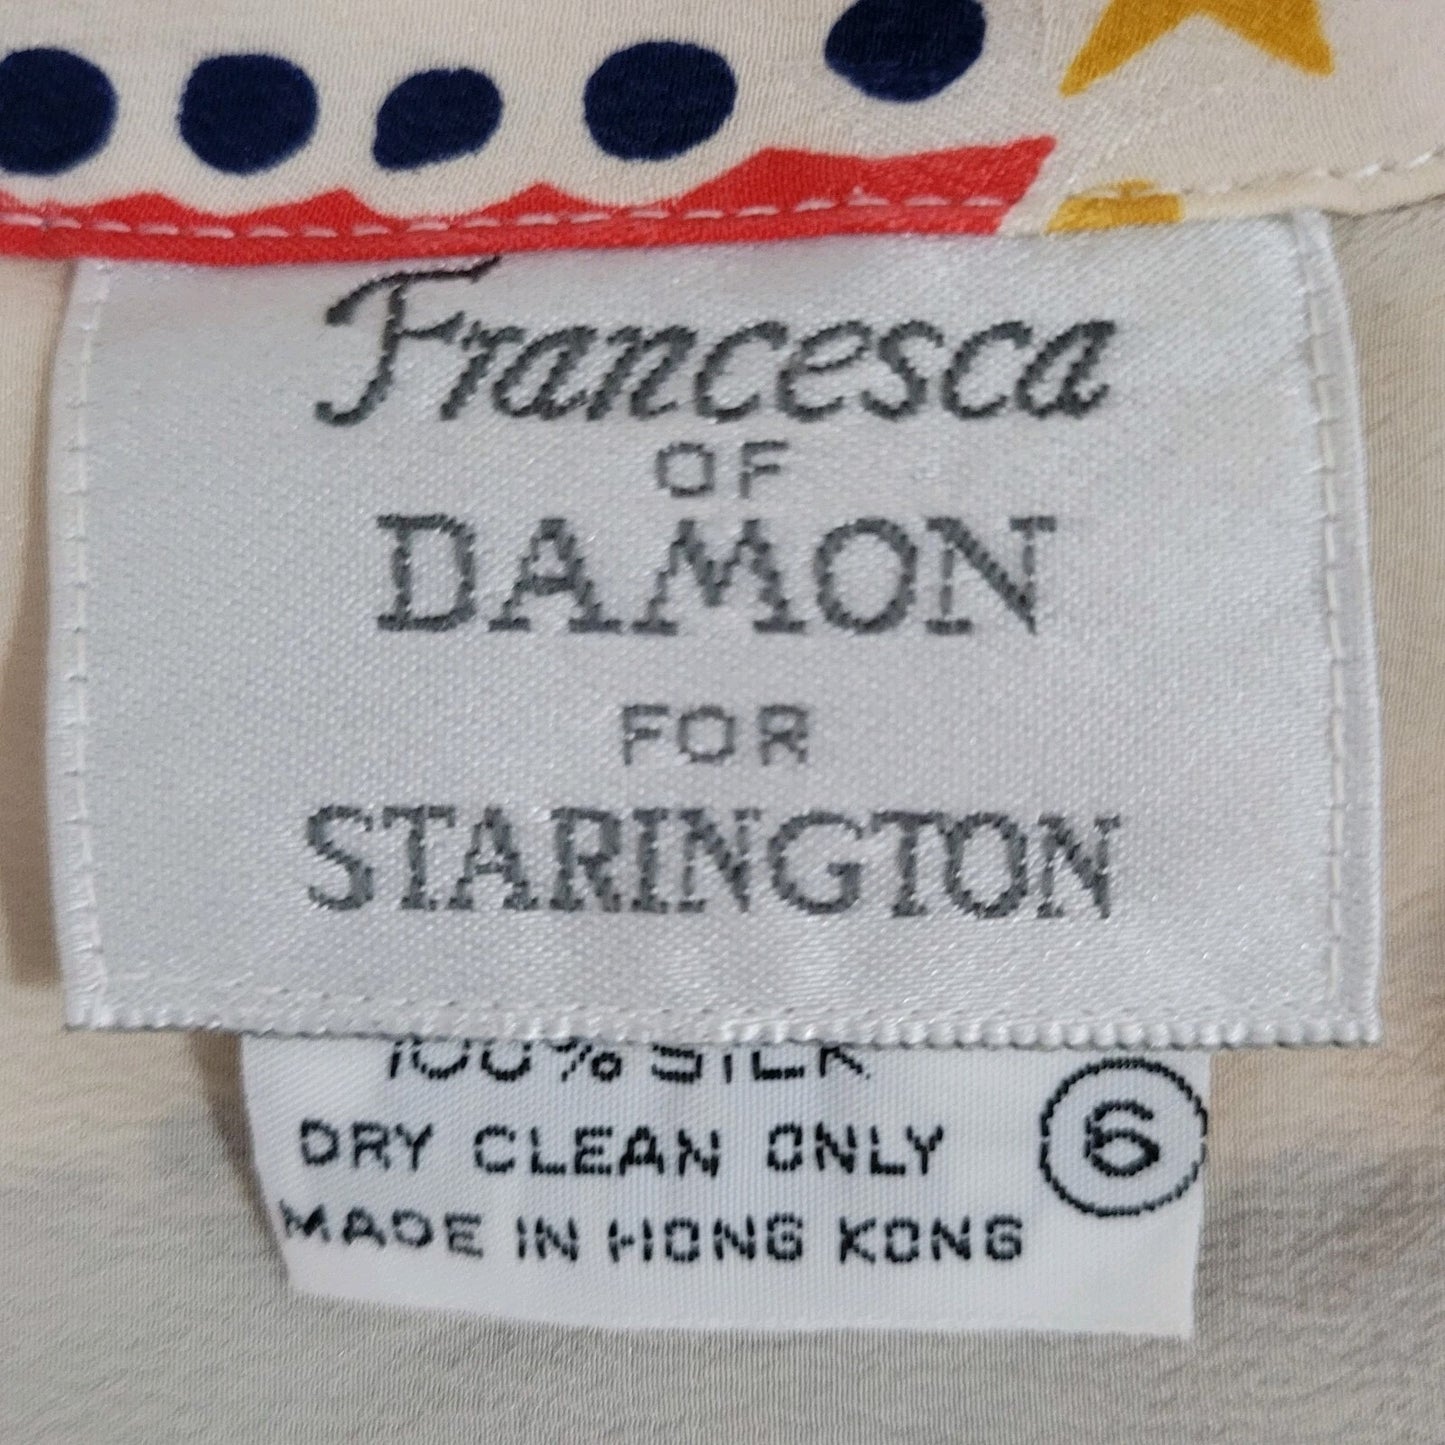 Francesca
OF
DAMON
FOR
STARINGTON
100% SILK
DRY CLEAN ONLY
6
MADE IN HONG KONG